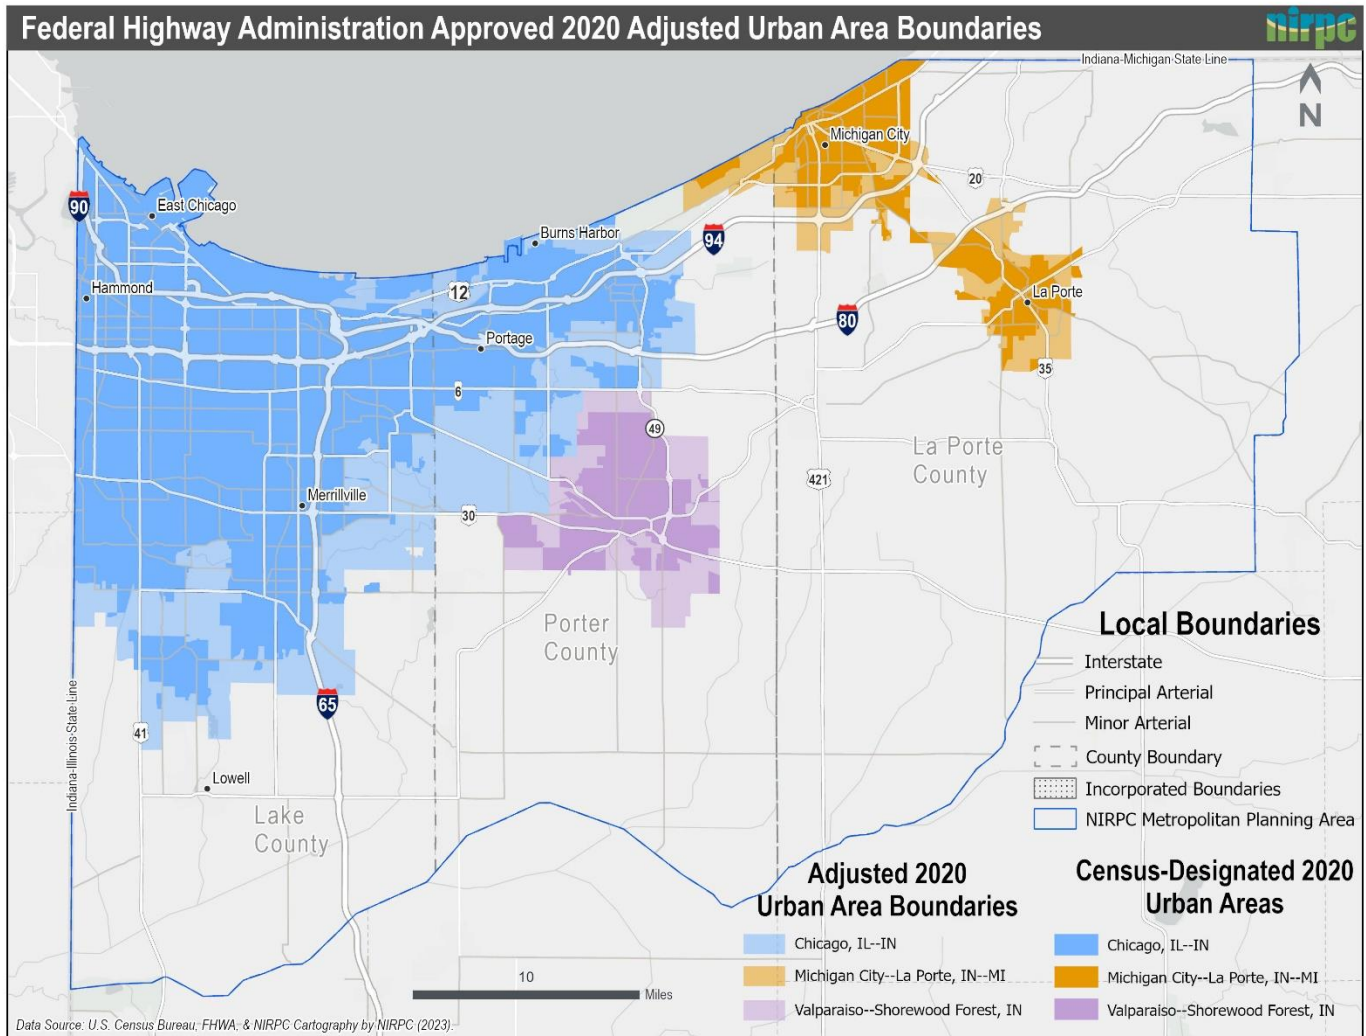 Federal Highway Administration Approved 2020 Adjusted Urban Area Boundaries
nirpc
Indiana-Michigan State Line
N
Michigan City
20
90
East Chicago
Burns Harbor
94
Hammond
12
La Porte
80
Portage
35
6
49
La Porte
County
421
Merrillville
30
Porter
County
Local Boundaries
Interstate
Principal Arterial
Minor Arterial
County Boundary
Incorporated Boundaries
NIRPC Metropolitan Planning Area
65
41
Indiana-Illinois State Line
Lowell
Lake
County
Adjusted 2020
Urban Area Boundaries
Chicago, IL--IN
Michigan City--La Porte, IN--MI
Valparaiso--Shorewood Forest, IN
Census-Designated 2020
Urban Areas
Chicago, IL--IN
Michigan City--La Porte, IN--MI
Valparaiso--Shorewood Forest, IN
10
Miles
Data Source: U.S. Census Bureau, FHWA, & NIRPC Cartography by NIRPC (2023).